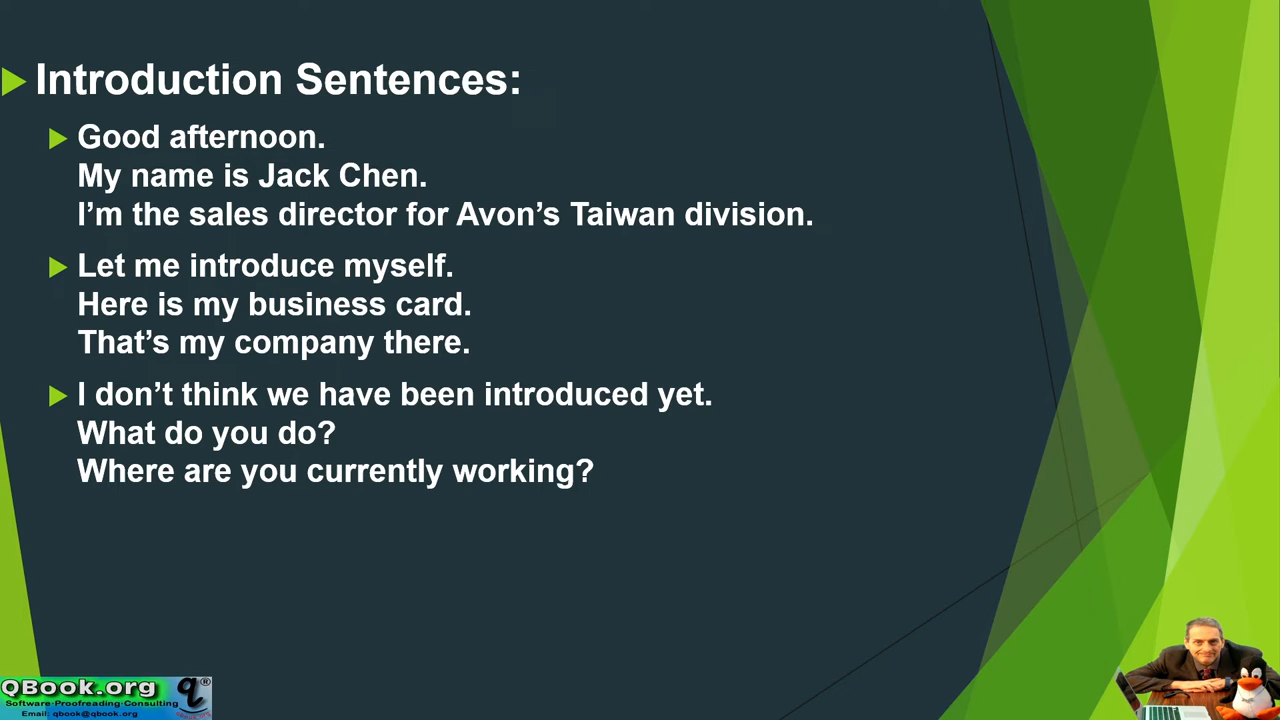 Introduction Sentences:
Good afternoon.
My name is Jack Chen.
I’m the sales director for Avon’s Taiwan division.
Let me introduce myself.
Here is my business card.
That’s my company there.
I don’t think we have been introduced yet.
What do you do?
Where are you currently working?
QBook.org q®
Software·Proofreading·Consulting
Email: qbook@qbook.org